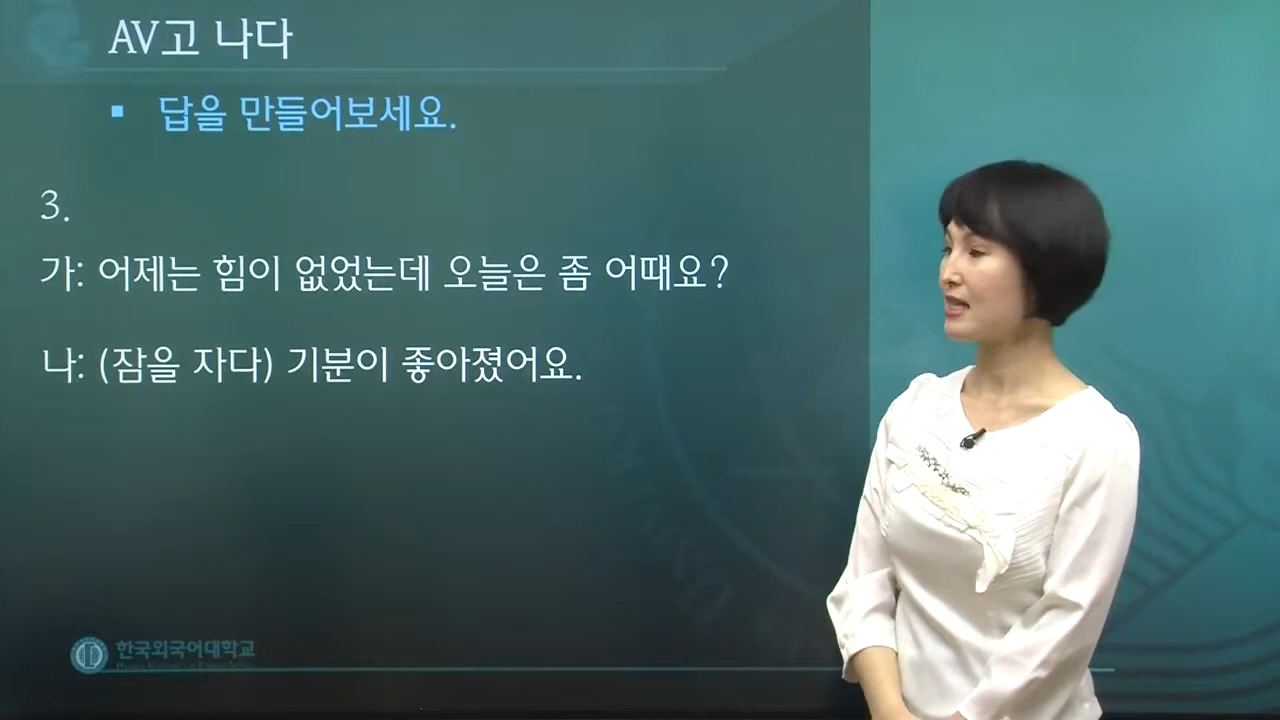 AV고 나다
▪ 답을 만들어보세요.
3.
가: 어제는 힘이 없었는데 오늘은 좀 어때요?
나: (잠을 자다) 기분이 좋아졌어요.
한국외국어대학교